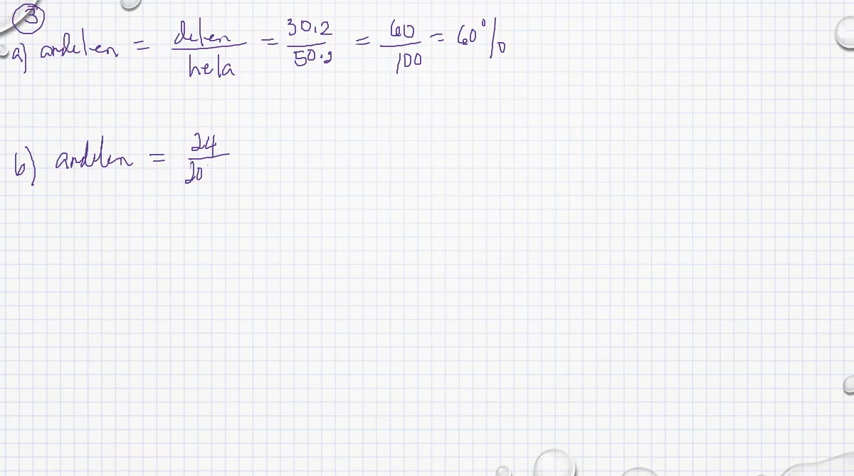 3
a) andelen = delen / hela = 30·2 / 50·2 = 60 / 100 = 60 %
b) andelen = 24 / 20